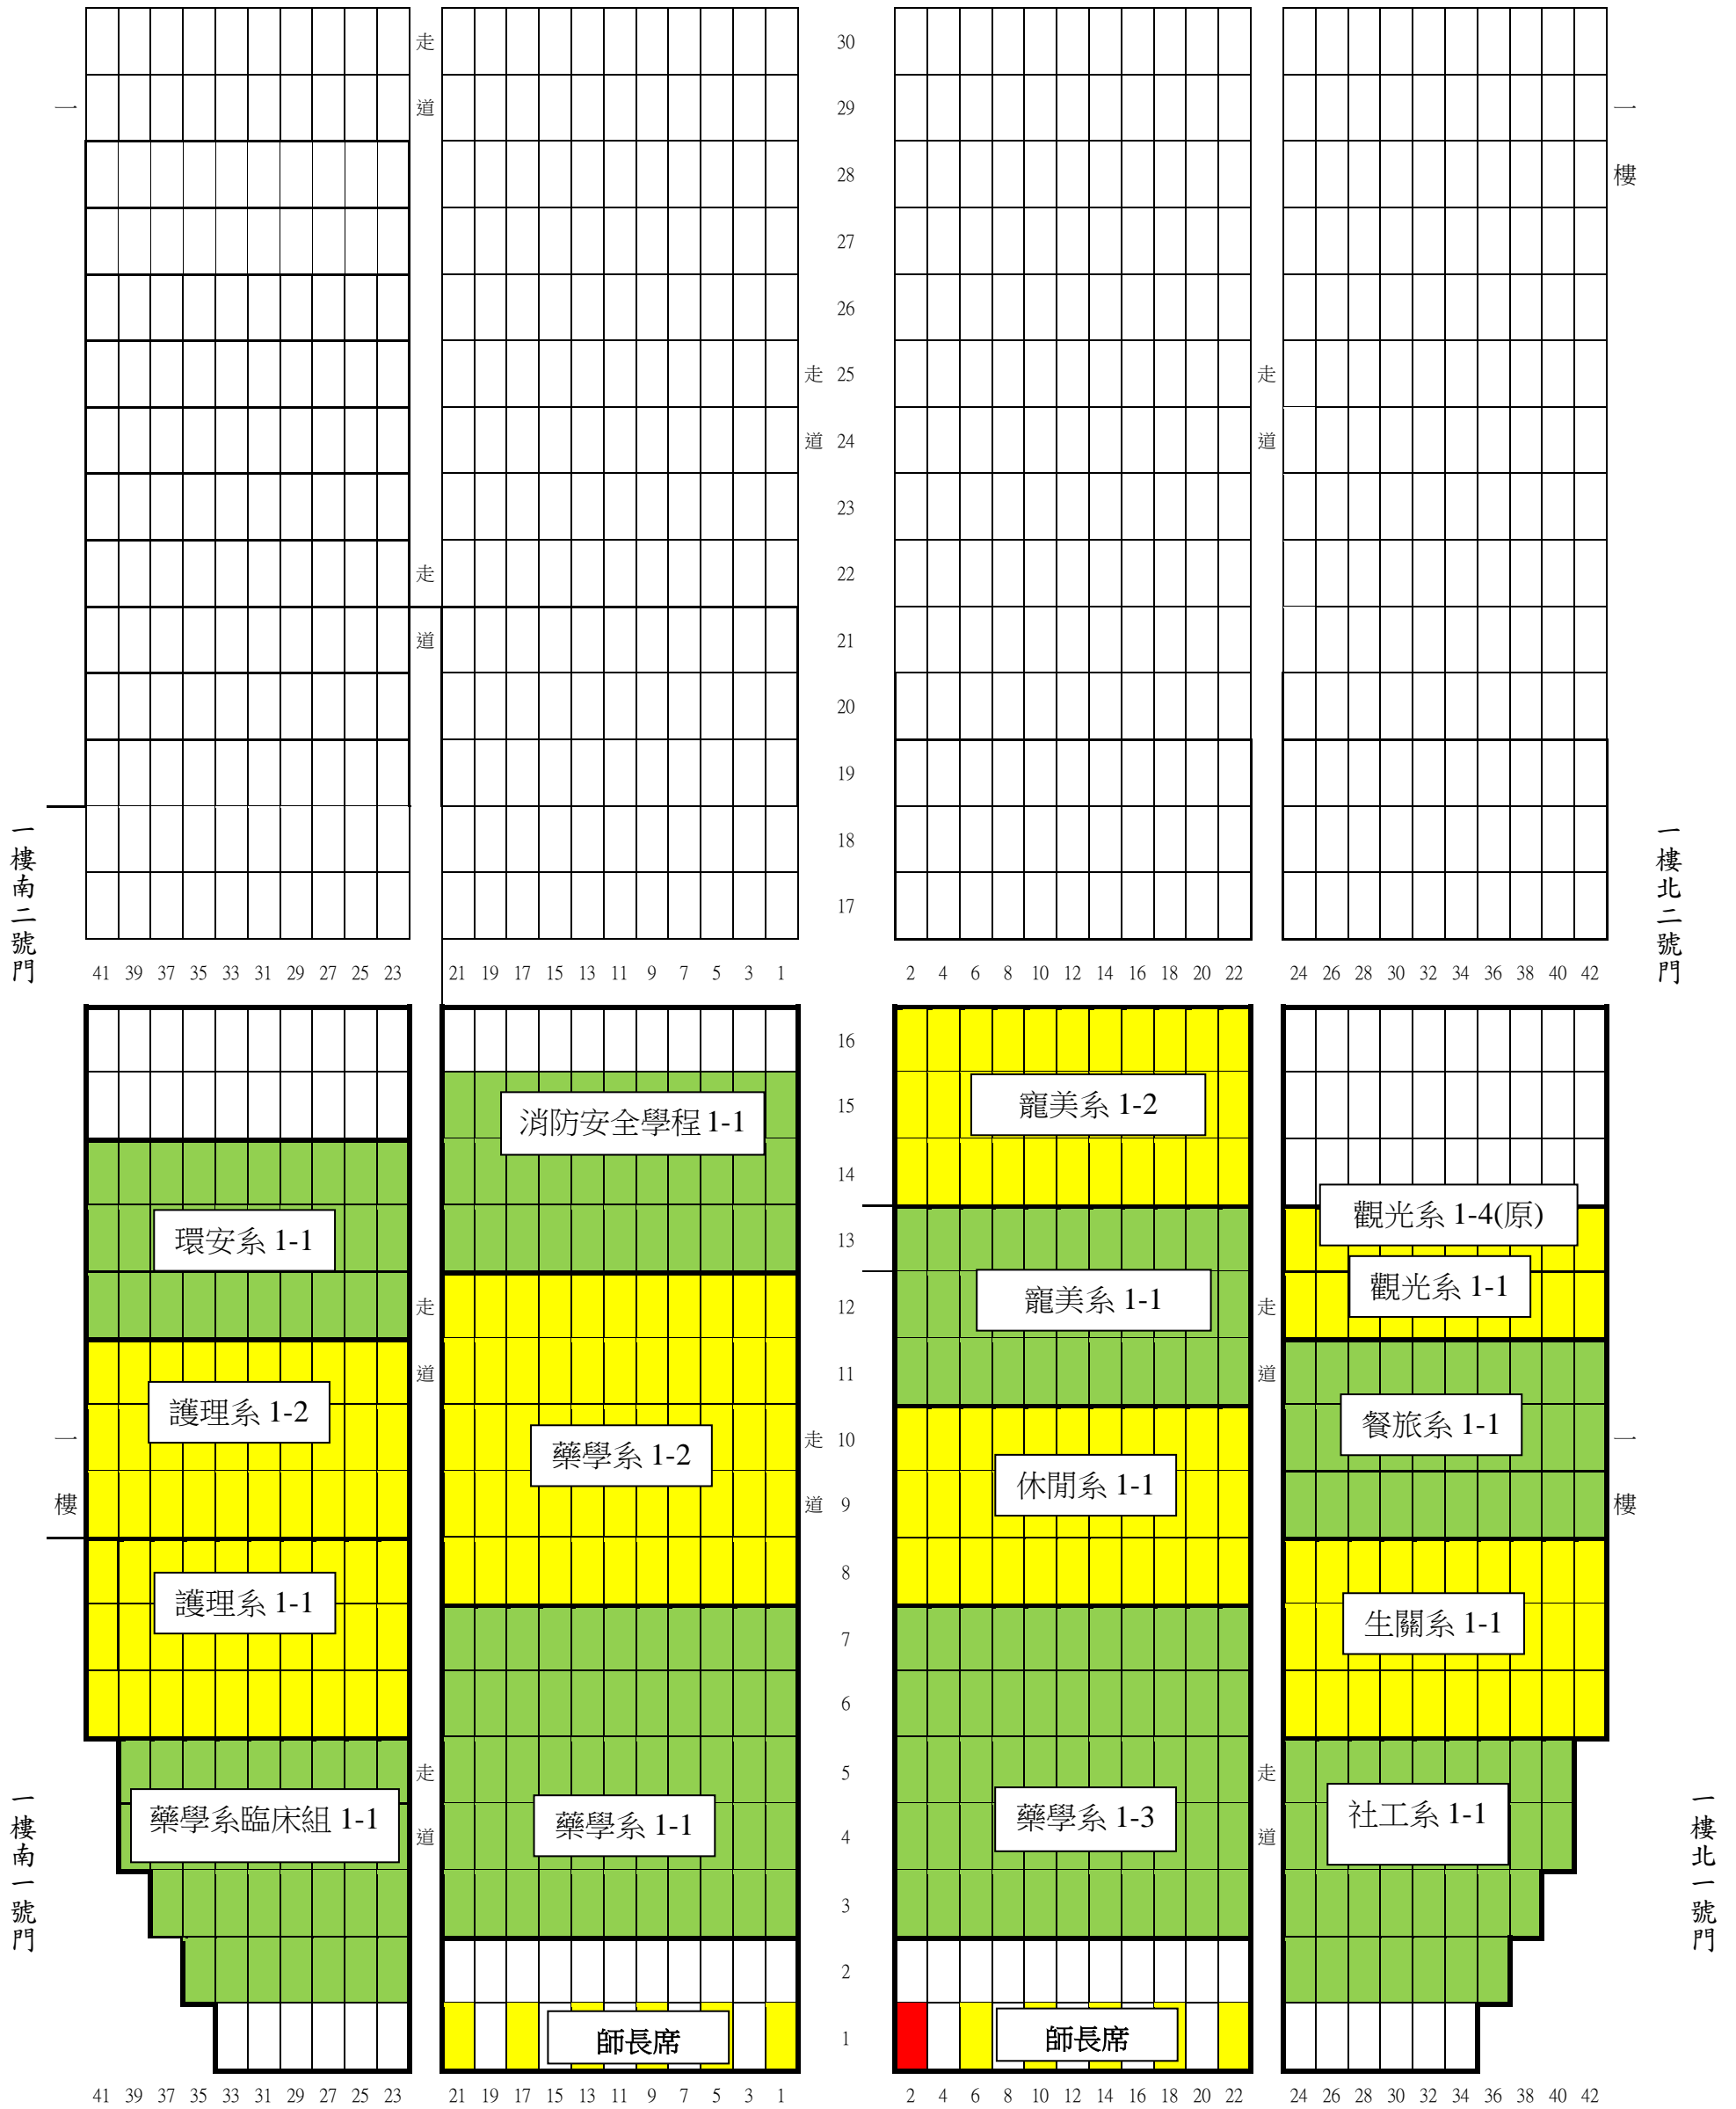 走 30
一 道 29 一
28 樓
27
26
走 25 走
道 24 道
23
走 22
道 21
20
19
18
17
一樓南二號門
一樓北二號門
41 39 37 35 33 31 29 27 25 23 21 19 17 15 13 11 9 7 5 3 1 2 4 6 8 10 12 14 16 18 20 22 24 26 28 30 32 34 36 38 40 42
16
消防安全學程 1-1 15 寵美系 1-2
14
觀光系 1-4(原)
環安系 1-1 13
觀光系 1-1
寵美系 1-1
走 12 走
道 11 道
護理系 1-2
餐旅系 1-1
一 走 10 一
藥學系 1-2
休閒系 1-1
樓 道 9 樓
8
護理系 1-1
生關系 1-1
7
6
走 5 走
藥學系臨床組 1-1 藥學系 1-1 藥學系 1-3 社工系 1-1
道 4 道
3
一樓南一號門
一樓北一號門
2
師長席 1 師長席
41 39 37 35 33 31 29 27 25 23 21 19 17 15 13 11 9 7 5 3 1 2 4 6 8 10 12 14 16 18 20 22 24 26 28 30 32 34 36 38 40 42